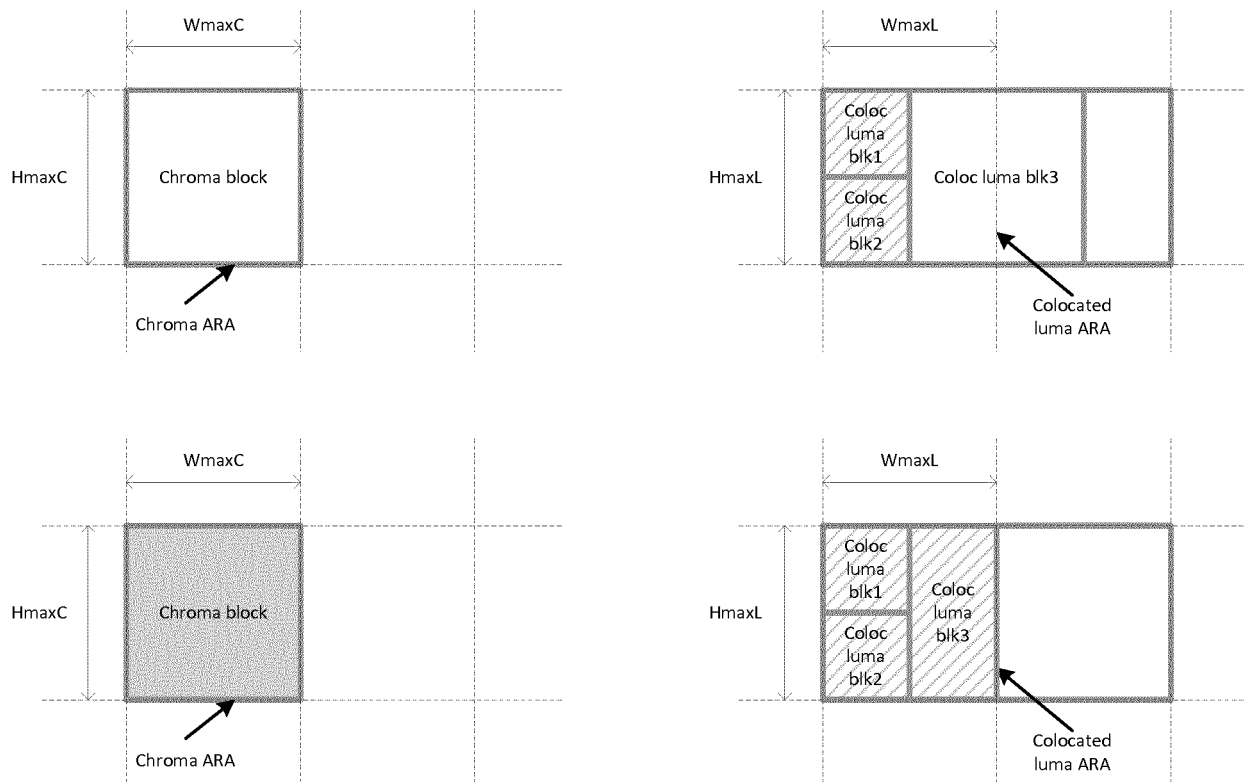 WmaxC
WmaxL
HmaxC
Chroma block
HmaxL
Coloc
luma
blk1
Coloc
luma
blk2
Coloc luma blk3
Chroma ARA
Colocated
luma ARA
WmaxC
WmaxL
HmaxC
Chroma block
HmaxL
Coloc
luma
blk1
Coloc
luma
blk2
Coloc
luma
blk3
Chroma ARA
Colocated
luma ARA